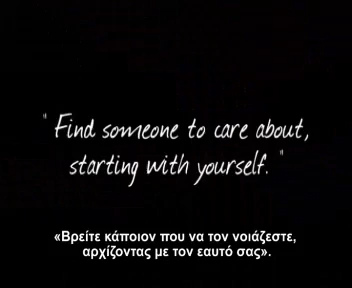 " Find someone to care about,
starting with yourself. "
«Βρείτε κάποιον που να τον νοιάζεστε,
αρχίζοντας με τον εαυτό σας».